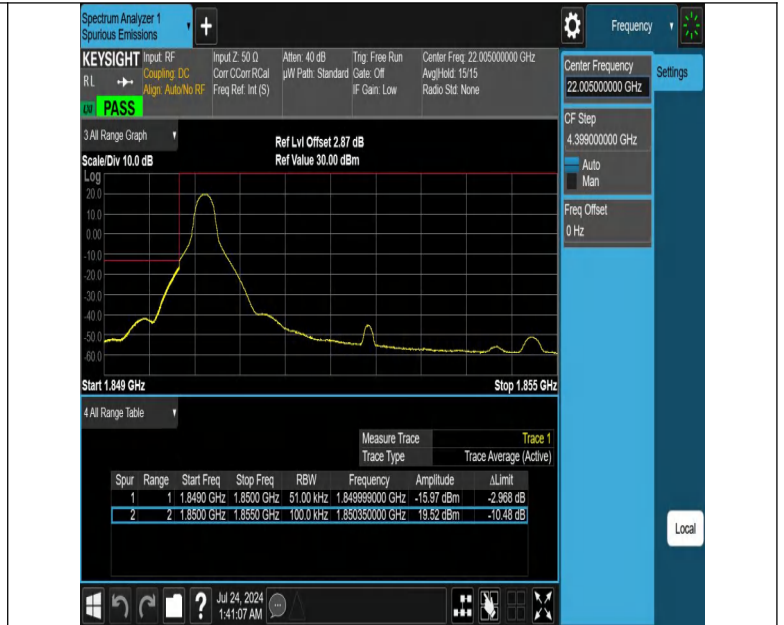 Spectrum Analyzer 1
Spurious Emissions
+
Frequency
KEYSIGHT
RL
PASS
Input: RF
Coupling: DC
Align: Auto/No RF
Input Z: 50 Ω
Corr CCorr RCal
Freq Ref: Int (S)
Atten: 40 dB
µW Path: Standard
Trig: Free Run
Gate: Off
IF Gain: Low
Center Freq: 22.005000000 GHz
Avg|Hold: 15/15
Radio Std: None
Center Frequency
22.005000000 GHz
Settings
CF Step
4.399000000 GHz
Auto
Man
Freq Offset
0 Hz
3 All Range Graph
Scale/Div 10.0 dB
Ref Lvl Offset 2.87 dB
Ref Value 30.00 dBm
Log
20.0
10.0
0.00
-10.0
-20.0
-30.0
-40.0
-50.0
-60.0
Start 1.849 GHz Stop 1.855 GHz
4 All Range Table
Measure Trace Trace 1
Trace Type Trace Average (Active)
Spur Range Start Freq Stop Freq RBW Frequency Amplitude ΔLimit
1 1 1.8490 GHz 1.8500 GHz 51.00 kHz 1.849999000 GHz -15.97 dBm -2.968 dB
2 2 1.8500 GHz 1.8550 GHz 100.0 kHz 1.850350000 GHz 19.52 dBm -10.48 dB
Local
?
Jul 24, 2024
1:41:07 AM